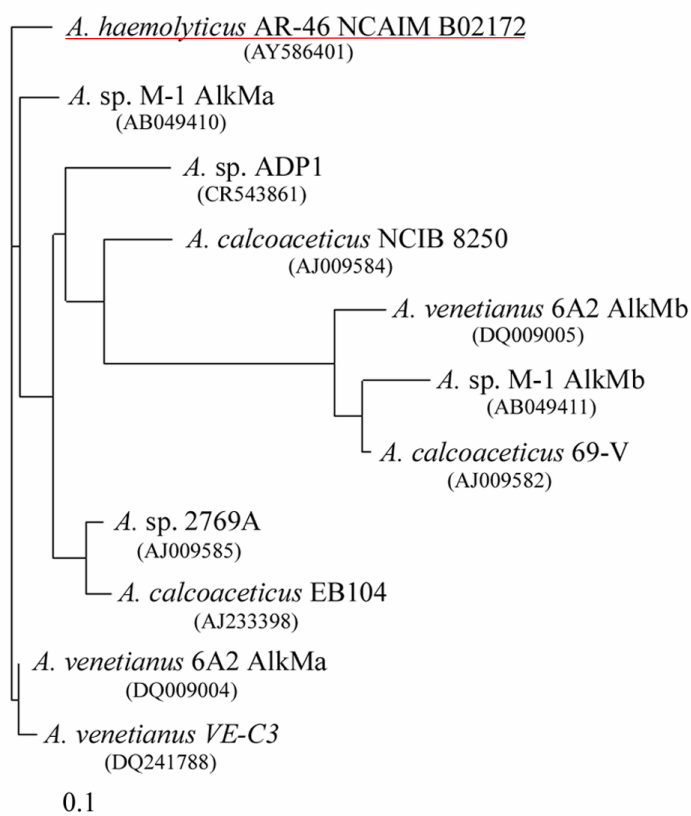 A. haemolyticus AR-46 NCAIM B02172
(AY586401)
A. sp. M-1 AlkMa
(AB049410)
A. sp. ADP1
(CR543861)
A. calcoaceticus NCIB 8250
(AJ009584)
A. venetianus 6A2 AlkMb
(DQ009005)
A. sp. M-1 AlkMb
(AB049411)
A. calcoaceticus 69-V
(AJ009582)
A. sp. 2769A
(AJ009585)
A. calcoaceticus EB104
(AJ233398)
A. venetianus 6A2 AlkMa
(DQ009004)
A. venetianus VE-C3
(DQ241788)
0.1